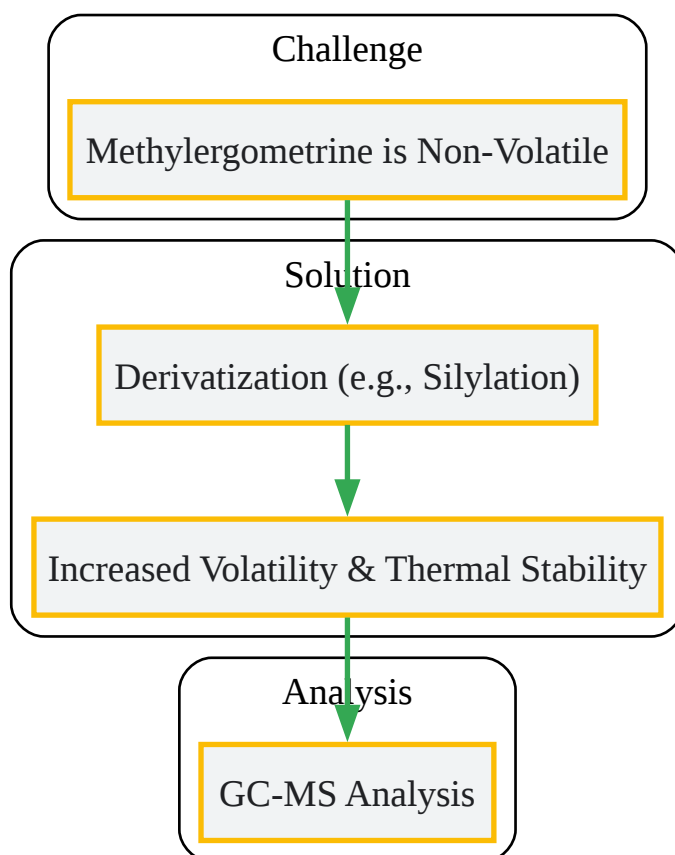 Challenge
Methylergometrine is Non-Volatile
Solution
Derivatization (e.g., Silylation)
Increased Volatility & Thermal Stability
Analysis
GC-MS Analysis